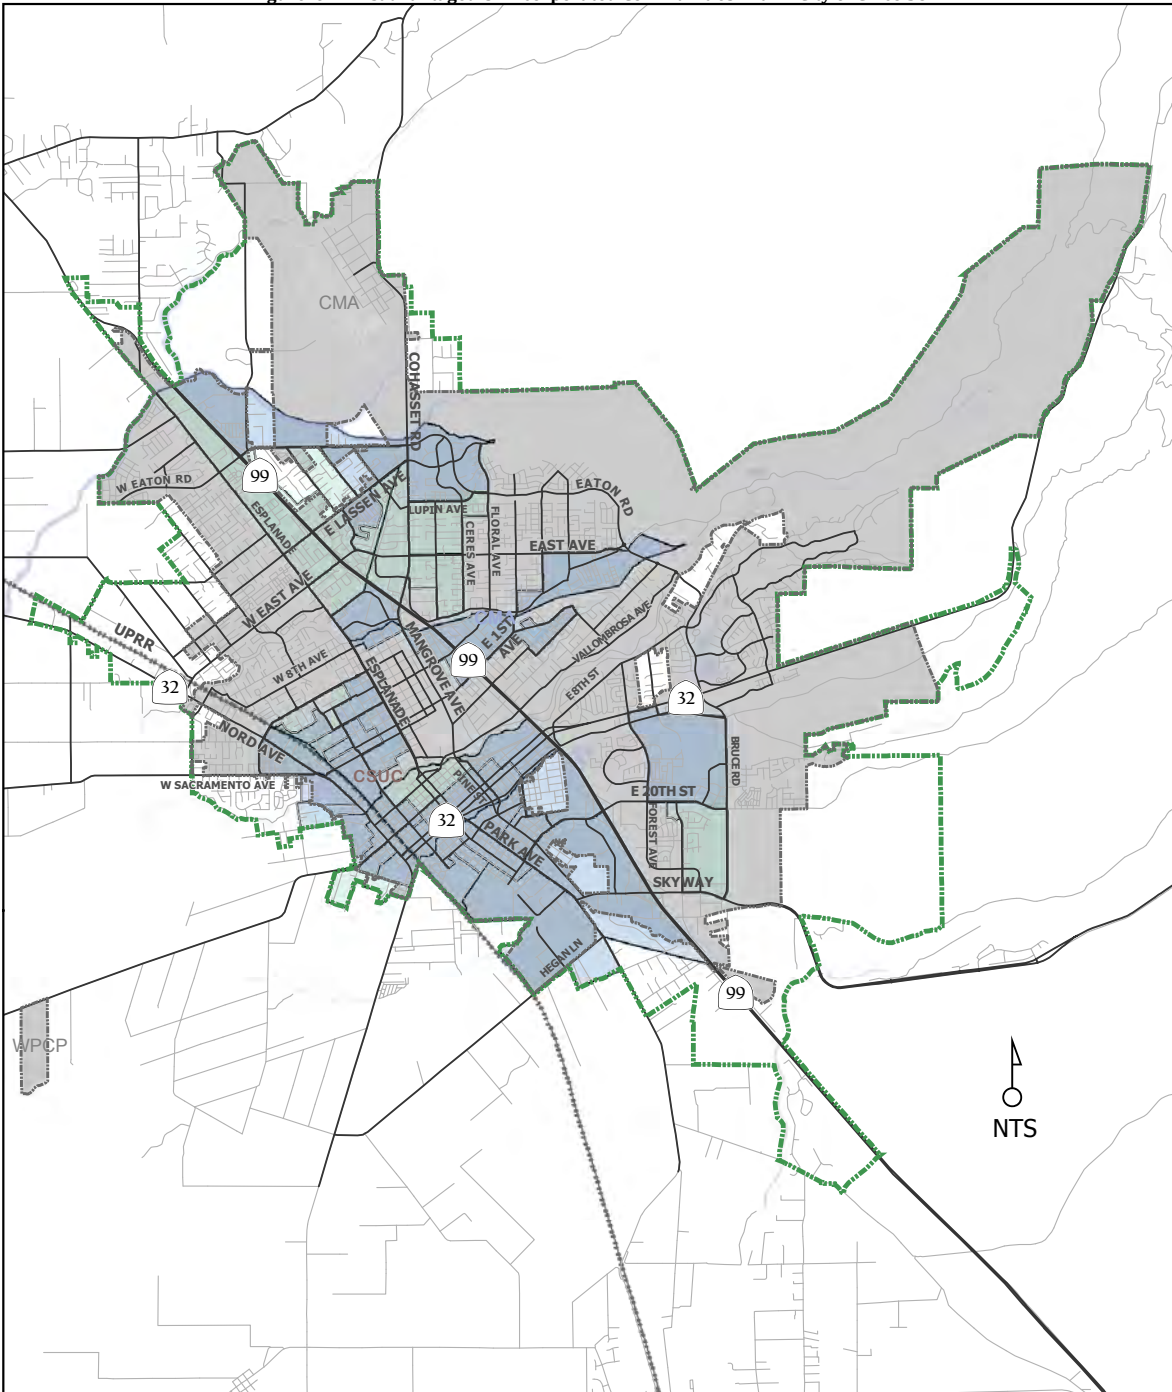 CMA
COHASSET RD
99
W EATON RD
ESPLANADE
E LASSEN AVE
LUPIN AVE
CERES AVE
FLORAL AVE
EATON RD
EAST AVE
W EAST AVE
UPRR
32
W 8TH AVE
ESPLANADE
MANGROVE AVE
99
E 1ST AVE
VALLOMBROSA AVE
E 8TH ST
32
NORD AVE
CSUC
W SACRAMENTO AVE
PINE ST
32
PARK AVE
E 20TH ST
BRUCE RD
FOREST AVE
SKYWAY
HEGAN LN
99
WPCP
NTS